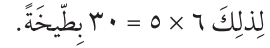 لِذلِكَ ٦ × ٥ = ٣٠ بِطّيخَةً.